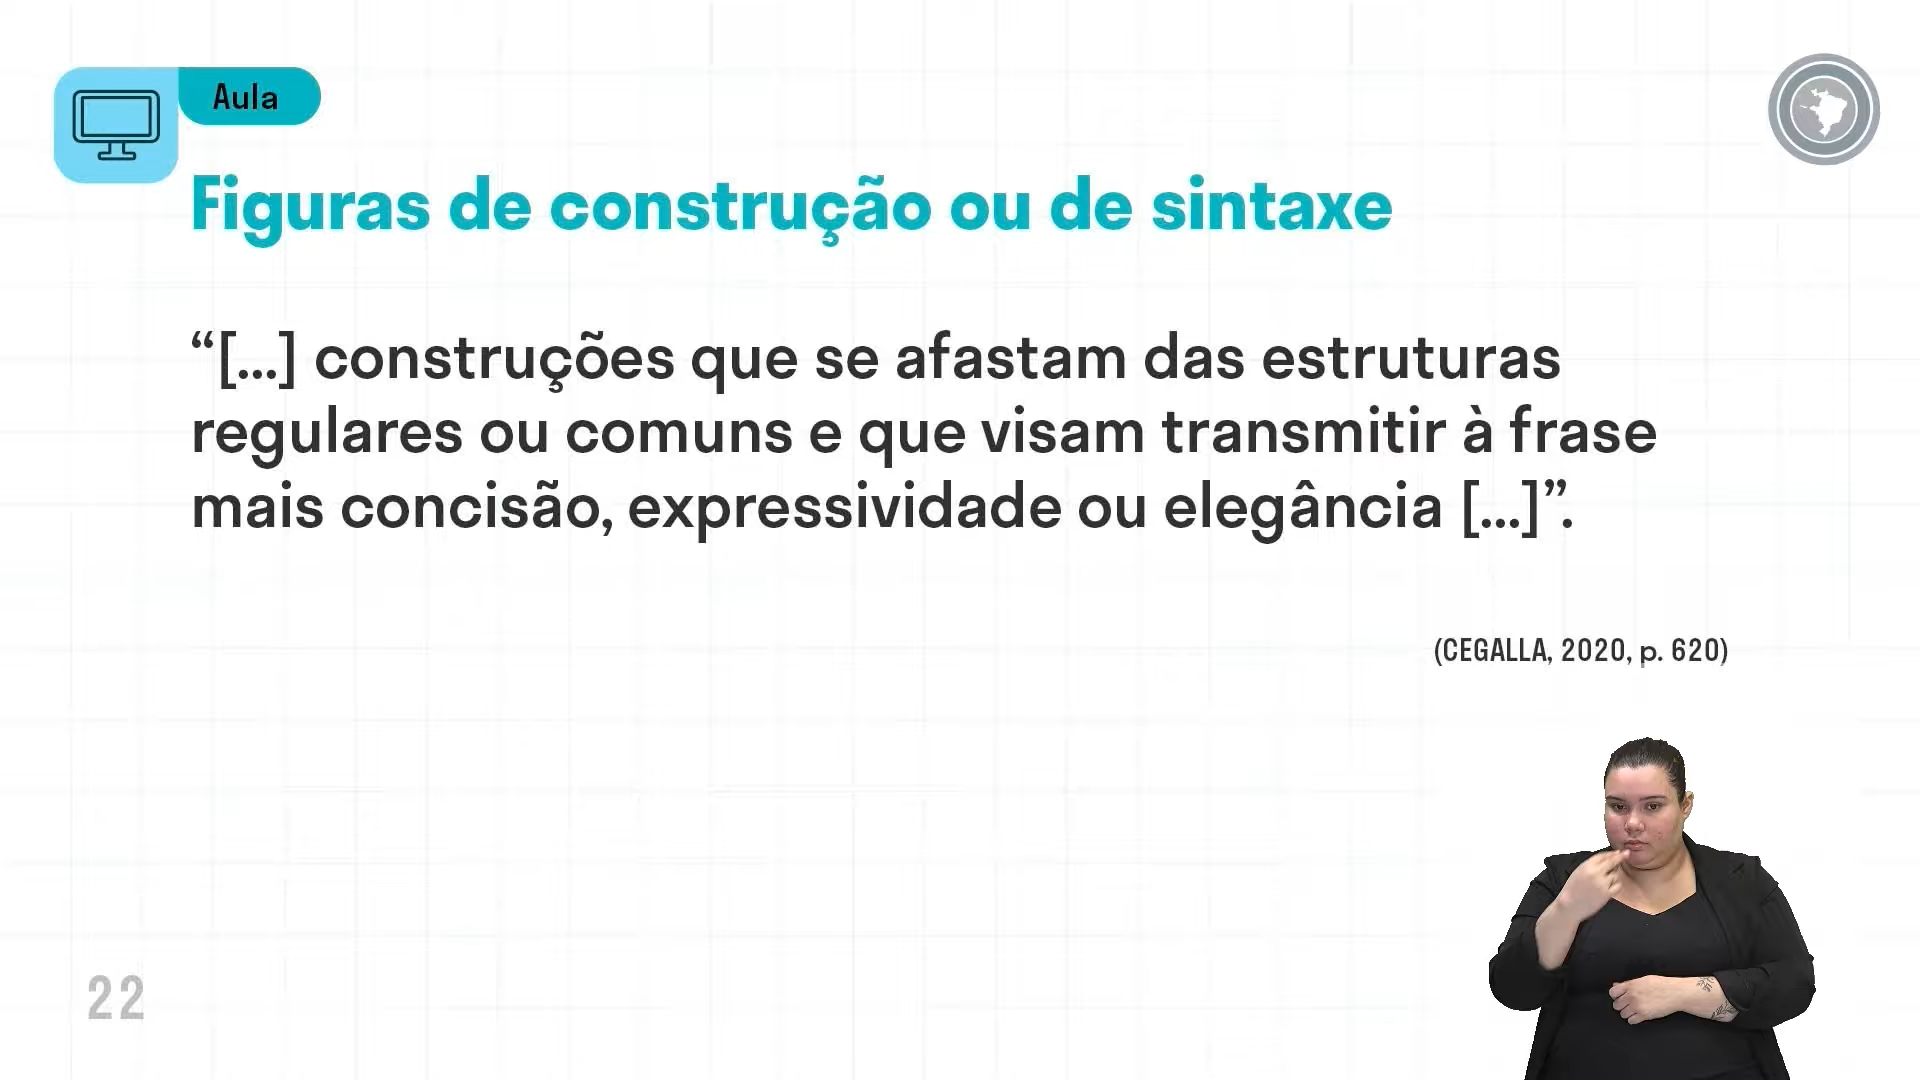 Aula
Figuras de construção ou de sintaxe
“[...] construções que se afastam das estruturas
regulares ou comuns e que visam transmitir à frase
mais concisão, expressividade ou elegância [...]”.
(CEGALLA, 2020, p. 620)
22